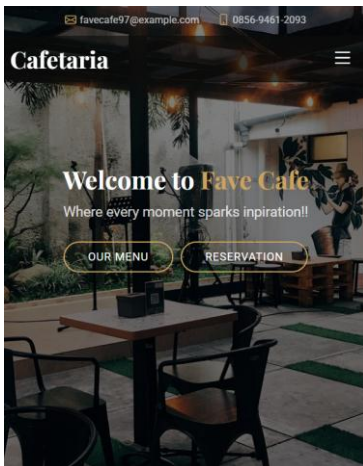 favecafe97@example.com 0856-9461-2093
Cafetaria
Welcome to Fave Cafe
Where every moment sparks inpiration!!
OUR MENU RESERVATION